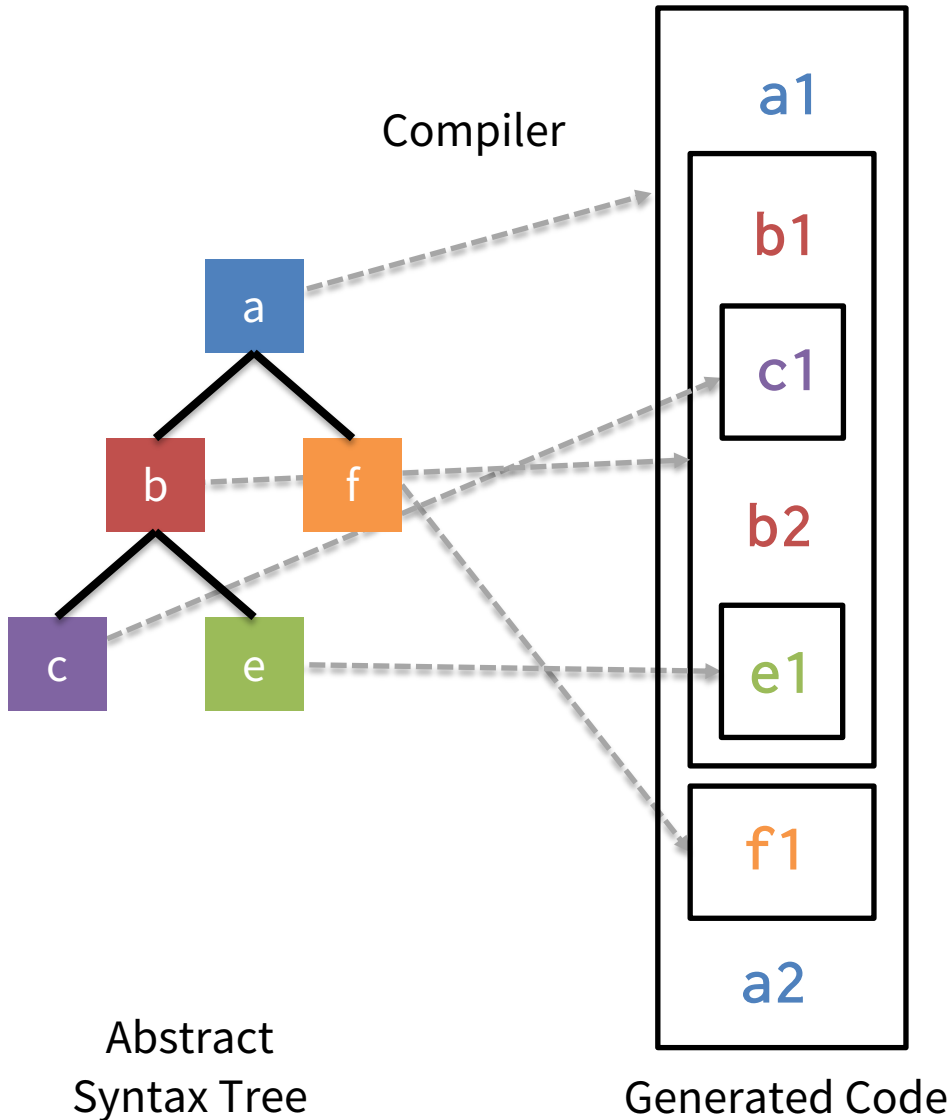 Compiler
a
b
f
c
e
Abstract
Syntax Tree
a1
b1
c1
b2
e1
f1
a2
Generated Code